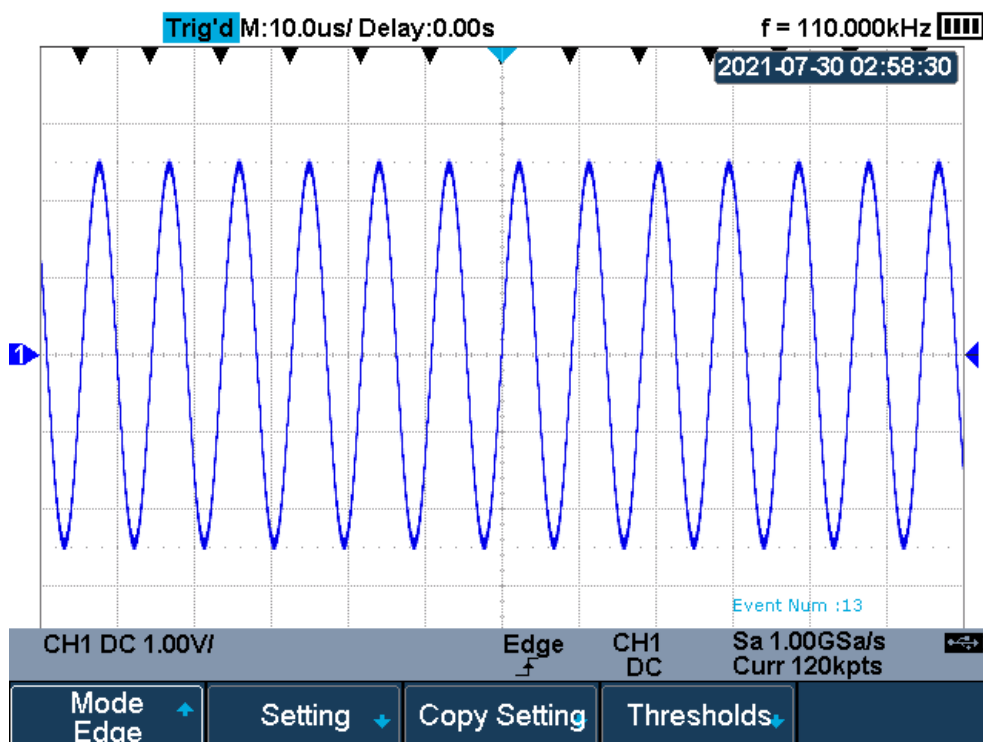 Trig'd M:10.0us/ Delay:0.00s f = 110.000kHz
2021-07-30 02:58:30
1
Event Num :13
CH1 DC 1.00V/ Edge CH1 Sa 1.00GSa/s
DC Curr 120kpts
Mode Setting Copy Setting Thresholds
Edge